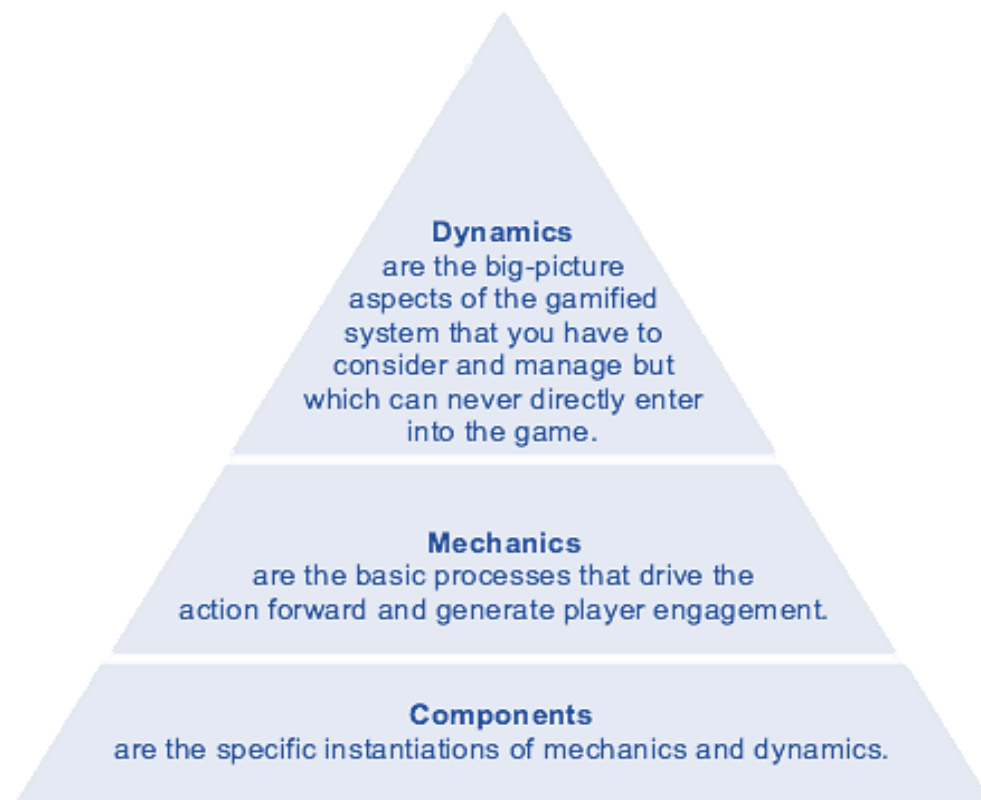 Dynamics
are the big-picture
aspects of the gamified
system that you have to
consider and manage but
which can never directly enter
into the game.
Mechanics
are the basic processes that drive the
action forward and generate player engagement.
Components
are the specific instantiations of mechanics and dynamics.